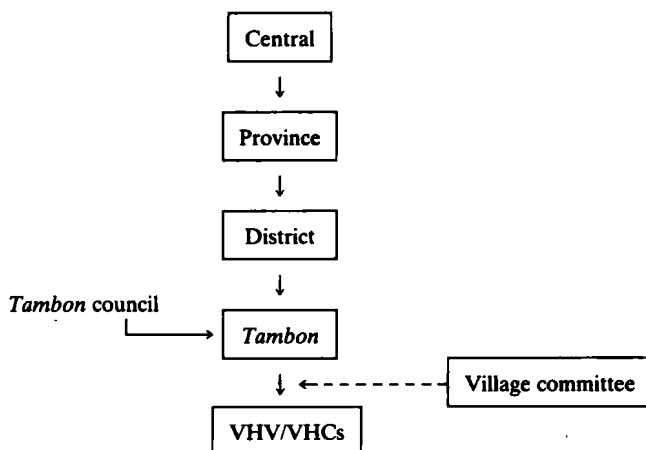 Central
Province
District
Tambon council
Tambon
Village committee
VHV/VHCs